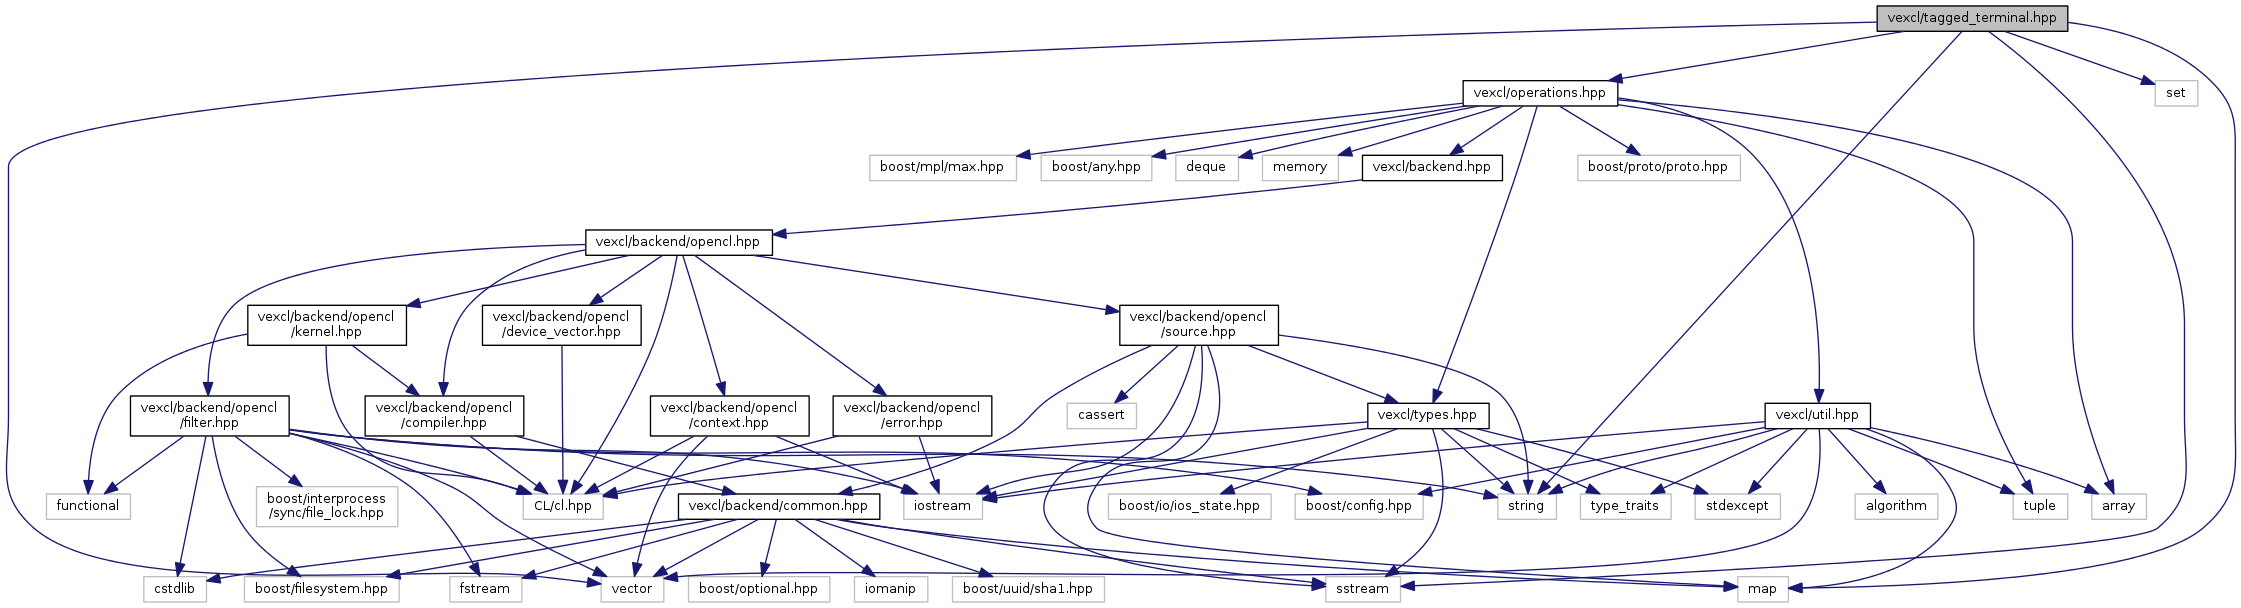 vexcl/tagged_terminal.hpp
vexcl/operations.hpp
set
boost/mpl/max.hpp
boost/any.hpp
deque
memory
vexcl/backend.hpp
boost/proto/proto.hpp
vexcl/backend/opencl.hpp
vexcl/backend/opencl
/kernel.hpp
vexcl/backend/opencl
/device_vector.hpp
vexcl/backend/opencl
/source.hpp
vexcl/backend/opencl
/filter.hpp
vexcl/backend/opencl
/compiler.hpp
vexcl/backend/opencl
/context.hpp
vexcl/backend/opencl
/error.hpp
cassert
vexcl/types.hpp
vexcl/util.hpp
functional
boost/interprocess
/sync/file_lock.hpp
CL/cl.hpp
vexcl/backend/common.hpp
iostream
boost/io/ios_state.hpp
boost/config.hpp
string
type_traits
stdexcept
algorithm
tuple
array
cstdlib
boost/filesystem.hpp
fstream
vector
boost/optional.hpp
iomanip
boost/uuid/sha1.hpp
sstream
map